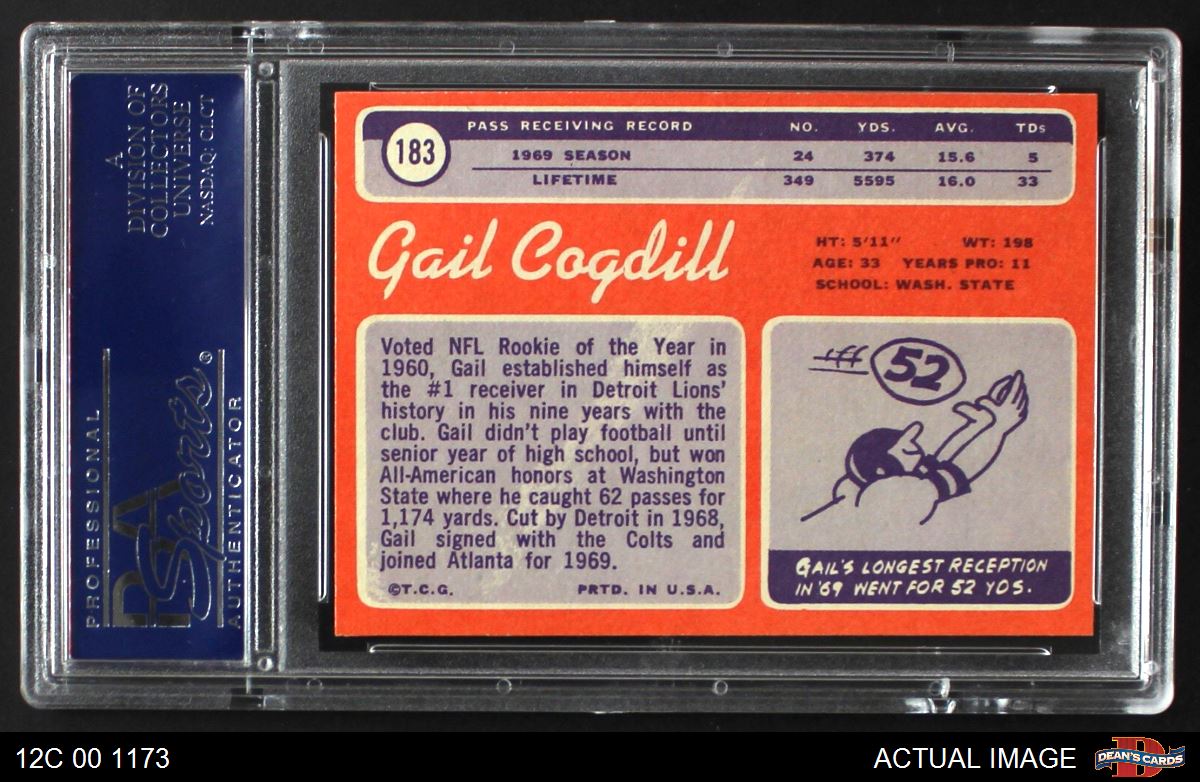 A
DIVISION OF
COLLECTORS
UNIVERSE
NASDAQ: CLCT
PROFESSIONAL
PSA
Sports®
AUTHENTICATOR
183
PASS RECEIVING RECORD NO. YDS. AVG. TDs
1969 SEASON 24 374 15.6 5
LIFETIME 349 5595 16.0 33
Gail Cogdill
HT: 5'11" WT: 198
AGE: 33 YEARS PRO: 11
SCHOOL: WASH. STATE
Voted NFL Rookie of the Year in
1960, Gail established himself as
the #1 receiver in Detroit Lions'
history in his nine years with the
club. Gail didn't play football until
senior year of high school, but won
All-American honors at Washington
State where he caught 62 passes for
1,174 yards. Cut by Detroit in 1968,
Gail signed with the Colts and
joined Atlanta for 1969.
©T.C.G. PRTD. IN U.S.A.
52
GAIL'S LONGEST RECEPTION
IN '69 WENT FOR 52 YDS.
12C 00 1173
ACTUAL IMAGE
D
DEAN'S CARDS